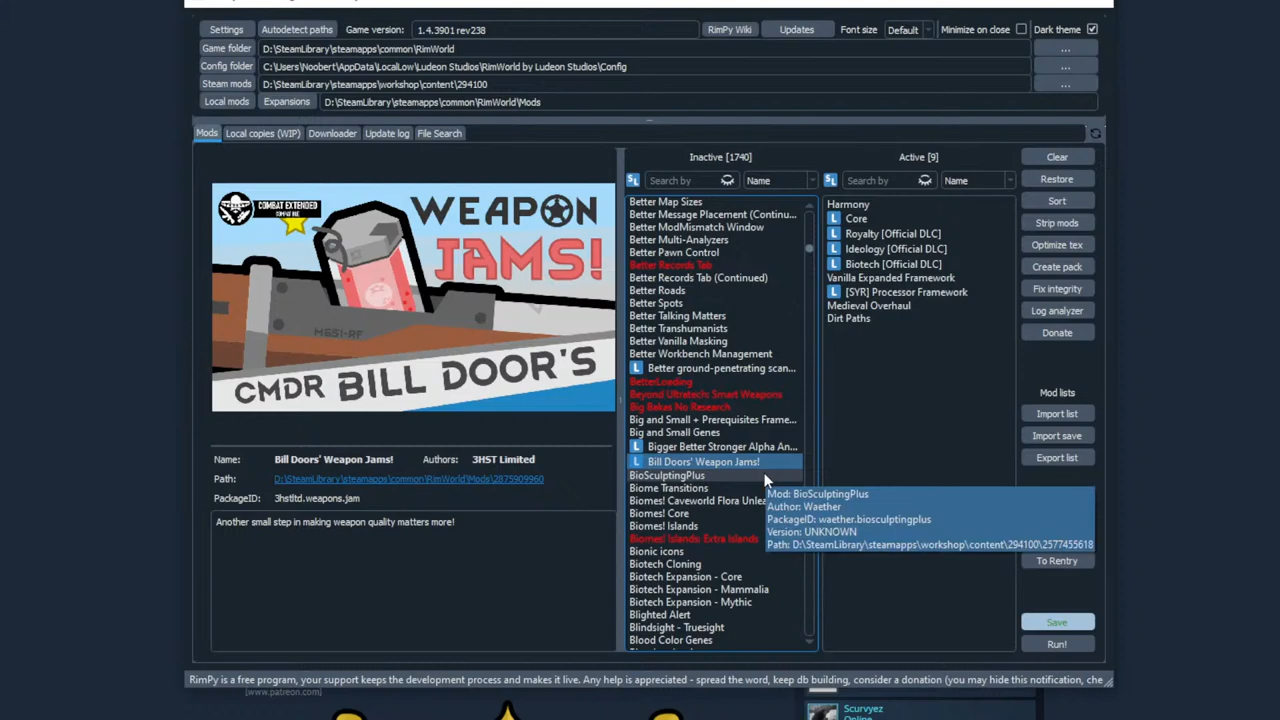 Settings Autodetect paths Game version: 1.4.3901 rev238 RimPy Wiki Updates Font size Default Minimize on close Dark theme
Game folder D:\SteamLibrary\steamapps\common\RimWorld ...
Config folder C:\Users\Noobert\AppData\LocalLow\Ludeon Studios\RimWorld by Ludeon Studios\Config ...
Steam mods D:\SteamLibrary\steamapps\workshop\content\294100 ...
Local mods Expansions D:\SteamLibrary\steamapps\common\RimWorld\Mods
Mods Local copies (WIP) Downloader Update log File Search
COMBAT EXTENDED
WEAPON
JAMS!
M651-RF
CMDR BILL DOOR'S
Name: Bill Doors' Weapon Jams! Authors: 3HST Limited
Path: D:\SteamLibrary\steamapps\common\RimWorld\Mods\2875909960
PackageID: 3hstltd.weapons.jam
Another small step in making weapon quality matters more!
Inactive [1740]
SL Search by Name
Better Map Sizes
Better Message Placement (Continu...
Better ModMismatch Window
Better Multi-Analyzers
Better Pawn Control
Better Records Tab
Better Records Tab (Continued)
Better Roads
Better Spots
Better Talking Matters
Better Transhumanists
Better Vanilla Masking
Better Workbench Management
L Better ground-penetrating scan...
BetterLoading
Beyond Ultratech: Smart Weapons
Big Bakas No Research
Big and Small + Prerequisites Frame...
Big and Small Genes
L Bigger Better Stronger Alpha An...
L Bill Doors' Weapon Jams!
BioSculptingPlus
Biome Transitions
Biomes! Caveworld Flora Unlea
Biomes! Core
Biomes! Islands
Biomes! Islands: Extra Islands
Bionic icons
Biotech Cloning
Biotech Expansion - Core
Biotech Expansion - Mammalia
Biotech Expansion - Mythic
Blighted Alert
Blindsight - Truesight
Blood Color Genes
Mod: BioSculptingPlus
Author: Waether
PackageID: waether.biosculptingplus
Version: UNKNOWN
Path: D:\SteamLibrary\steamapps\workshop\content\294100\2577455618
Active [9]
SL Search by Name
Harmony
L Core
L Royalty [Official DLC]
L Ideology [Official DLC]
L Biotech [Official DLC]
Vanilla Expanded Framework
L [SYR] Processor Framework
Medieval Overhaul
Dirt Paths
Clear
Restore
Sort
Strip mods
Optimize tex
Create pack
Fix integrity
Log analyzer
Donate
Mod lists
Import list
Import save
Export list
To Rentry
Save
Run!
RimPy is a free program, your support keeps the development process and makes it live. Any help is appreciated - spread the word, keep db building, consider a donation (you may hide this notification, che
[www.patreon.com]
Scurvyez
Online